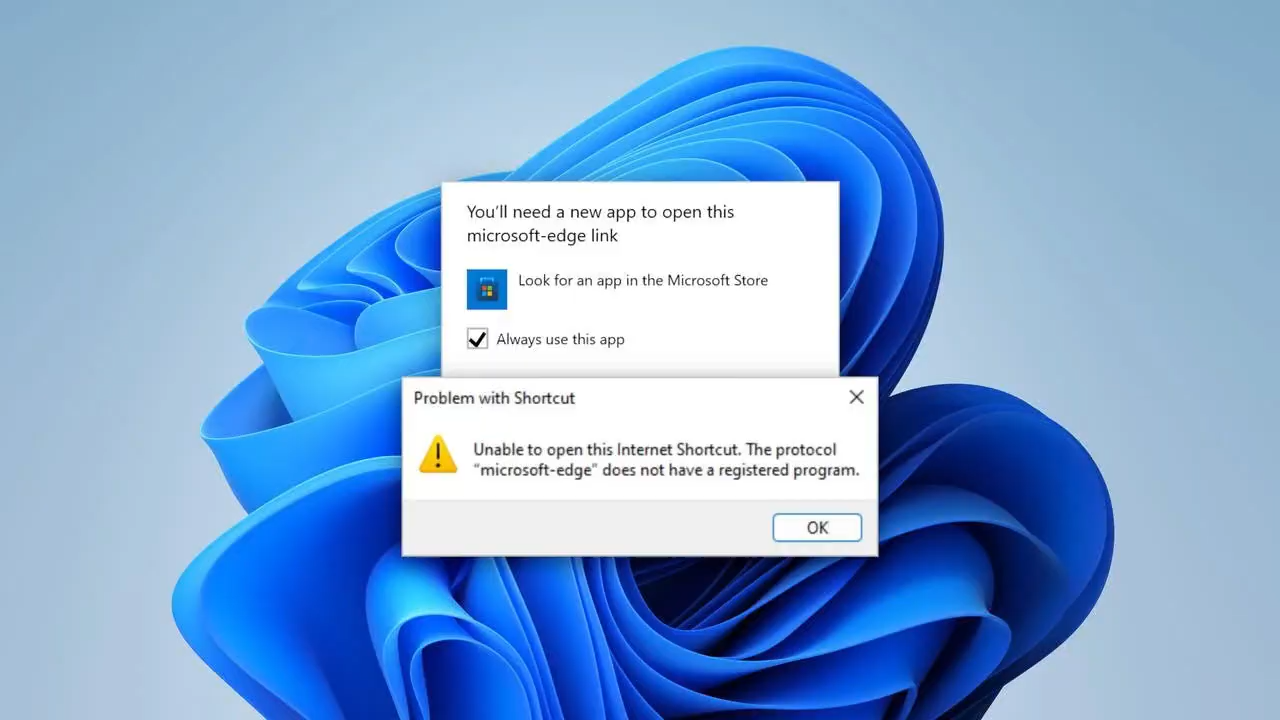 You’ll need a new app to open this
microsoft-edge link
Look for an app in the Microsoft Store
Always use this app
Problem with Shortcut
Unable to open this Internet Shortcut. The protocol
"microsoft-edge" does not have a registered program.
OK